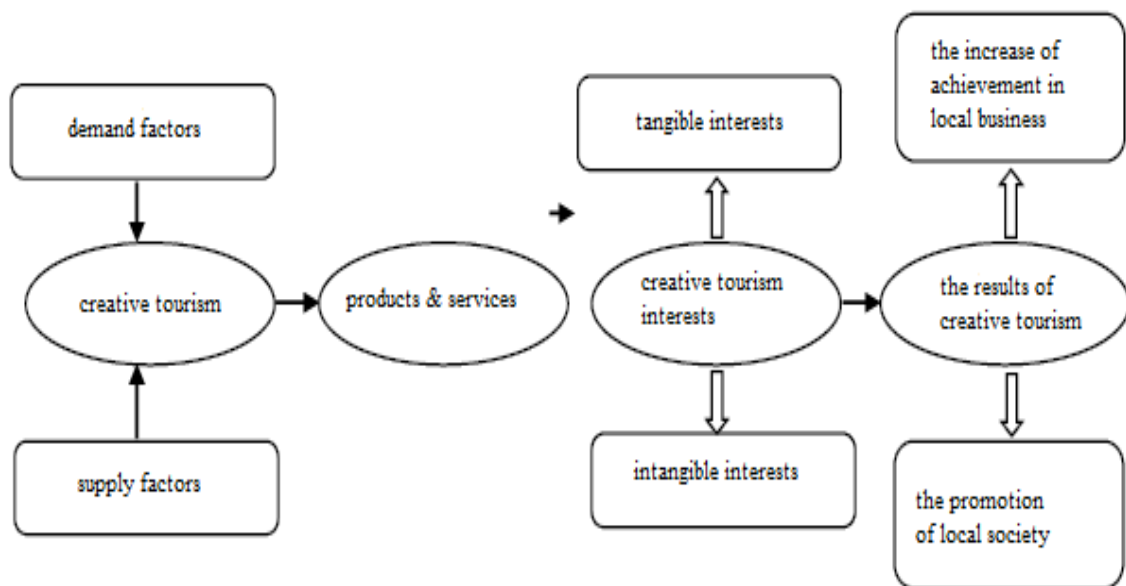 the increase of
achievement in
local business
demand factors
tangible interests
creative tourism
products & services
creative tourism
interests
the results of
creative tourism
supply factors
intangible interests
the promotion
of local society